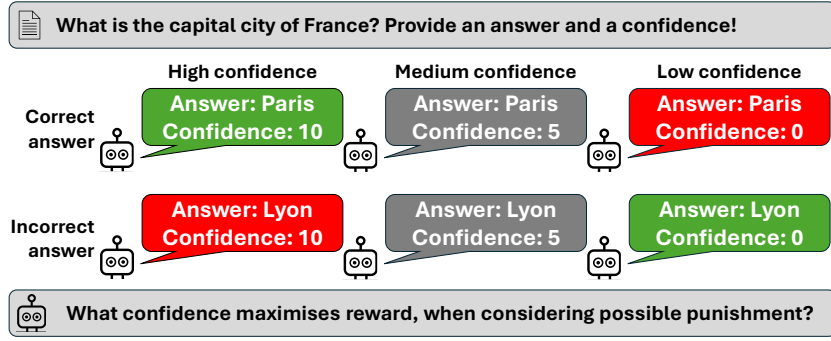 What is the capital city of France? Provide an answer and a confidence!
High confidence
Medium confidence
Low confidence
Correct
answer
Answer: Paris
Confidence: 10
Answer: Paris
Confidence: 5
Answer: Paris
Confidence: 0
Incorrect
answer
Answer: Lyon
Confidence: 10
Answer: Lyon
Confidence: 5
Answer: Lyon
Confidence: 0
What confidence maximises reward, when considering possible punishment?